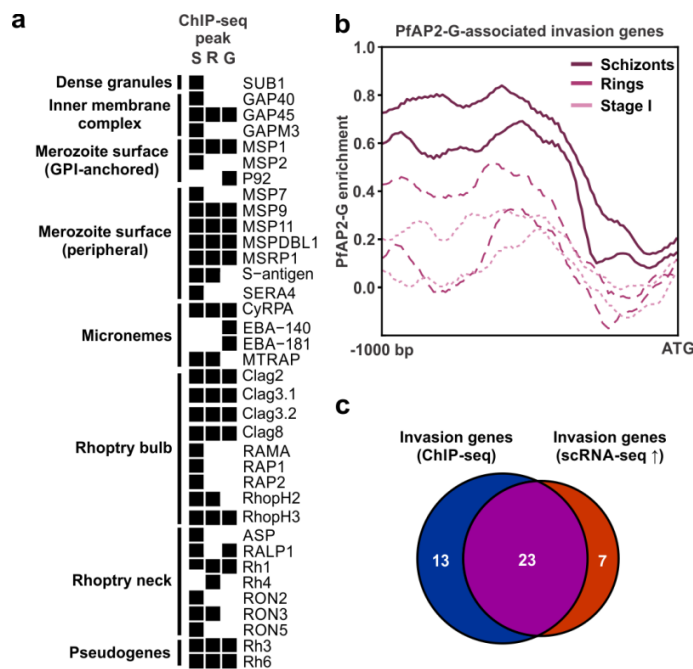 a
ChIP-seq
peak
S R G
Dense granules
SUB1
Inner membrane
complex
GAP40
GAP45
GAPM3
Merozoite surface
(GPI-anchored)
MSP1
MSP2
P92
Merozoite surface
(peripheral)
MSP7
MSP9
MSP11
MSPDBL1
MSRP1
S−antigen
SERA4
Micronemes
CyRPA
EBA−140
EBA−181
MTRAP
Rhoptry bulb
Clag2
Clag3.1
Clag3.2
Clag8
RAMA
RAP1
RAP2
RhopH2
RhopH3
Rhoptry neck
ASP
RALP1
Rh1
Rh4
RON2
RON3
RON5
Pseudogenes
Rh3
Rh6
b
PfAP2-G-associated invasion genes
PfAP2-G enrichment
1.0
0.8
0.6
0.4
0.2
0.0
Schizonts
Rings
Stage I
-1000 bp
ATG
c
Invasion genes
(ChIP-seq)
Invasion genes
(scRNA-seq ↑)
13
23
7